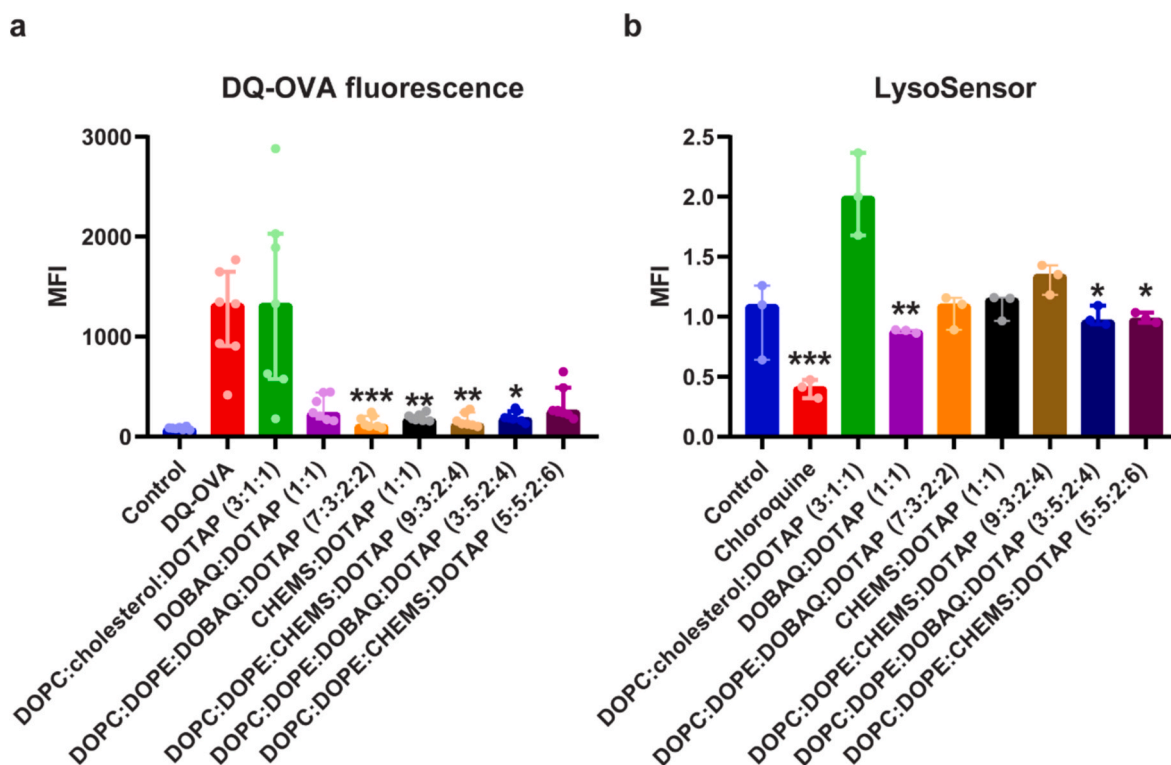 a
DQ-OVA fluorescence
MFI
3000
2000
1000
0
***
**
**
*
Control
DQ-OVA
DOPC:cholesterol:DOTAP (3:1:1)
DOBAQ:DOTAP (1:1)
DOPC:DOPE:DOBAQ:DOTAP (7:3:2:2)
CHEMS:DOTAP (1:1)
DOPC:DOPE:CHEMS:DOTAP (9:3:2:4)
DOPC:DOPE:DOBAQ:DOTAP (3:5:2:4)
DOPC:DOPE:CHEMS:DOTAP (5:5:2:6)
b
LysoSensor
MFI
2.5
2.0
1.5
1.0
0.5
0.0
***
**
*
*
Control
Chloroquine
DOPC:cholesterol:DOTAP (3:1:1)
DOBAQ:DOTAP (1:1)
DOPC:DOPE:DOBAQ:DOTAP (7:3:2:2)
CHEMS:DOTAP (1:1)
DOPC:DOPE:CHEMS:DOTAP (9:3:2:4)
DOPC:DOPE:DOBAQ:DOTAP (3:5:2:4)
DOPC:DOPE:CHEMS:DOTAP (5:5:2:6)